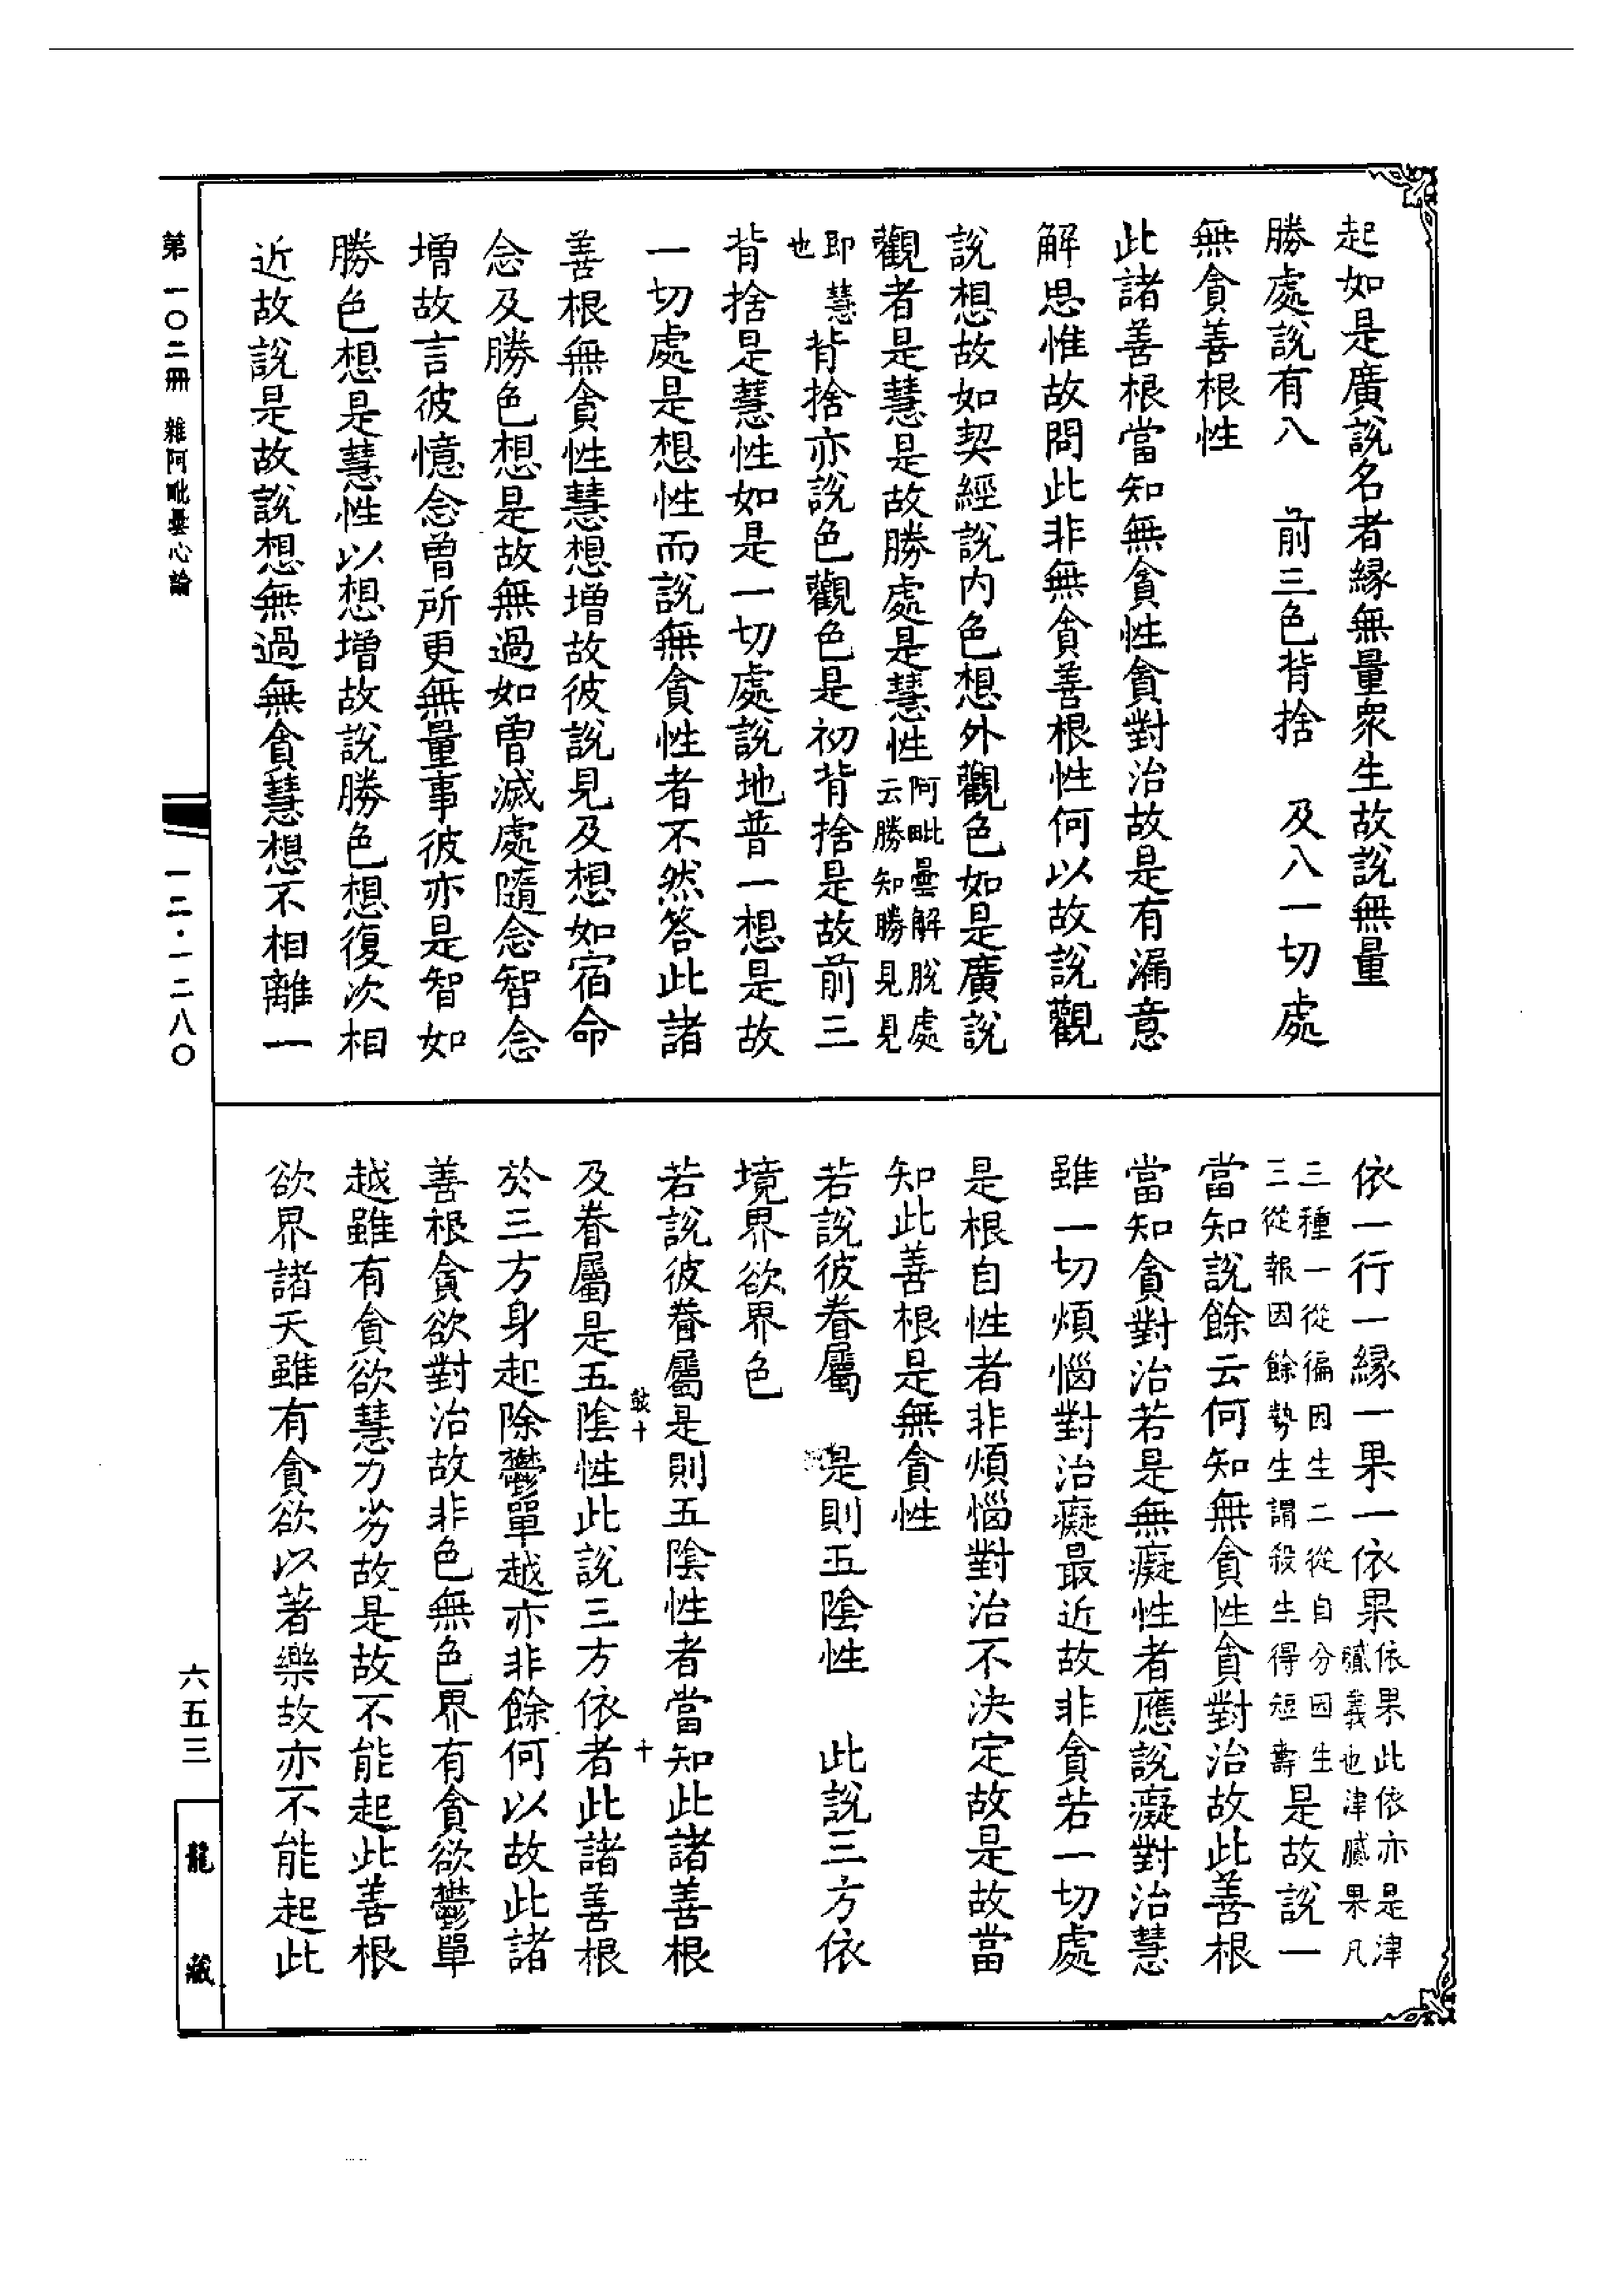 起如是廣說名者緣無量衆生故說無量
勝處說有八　前三色背捨　及八一切處
無貪善根性
此諸善根當知無貪性貪對治故是有漏意
解思惟故問此非無貪善根性何以故說觀
說想故如契經說内色想外觀色如是廣說
觀者是慧是故勝處是慧性阿毗曇解脫處云勝知勝見見
即慧也背捨亦說色觀色是初背捨是故前三
背捨是慧性如是一切處說地普一想是故
一切處是想性而說無貪性者不然答此諸
善根無貪性慧想增故彼說見及想如宿命
念及勝色想是故無過如曾滅處隨念智念
增故言彼憶念曾所更無量事彼亦是智如
勝色想是慧性以想增故說勝色想復次相
近故說是故說想無過無貪慧想不相離一
依一行一緣一果一依果依果此依亦是津膩義也津膩果凡
三種一從徧因生二從自分因生三從報因餘勢生謂殺生得短壽是故說一
當知說餘云何知無貪性貪對治故此善根
當知貪對治若是無癡性者應說癡對治慧
雖一切煩惱對治癡最近故非貪若一切處
是根自性者非煩惱對治不決定故是故當
知此善根是無貪性
若說彼眷屬　是則五陰性　此說三方依
境界欲界色
若說彼眷屬是則五陰性者當知此諸善根
鼓十　十
及眷屬是五陰性此說三方依者此諸善根
於三方身起除鬱單越亦非餘何以故此諸
善根貪欲對治故非色無色界有貪欲鬱單
越雖有貪欲慧力劣故是故不能起此善根
欲界諸天雖有貪欲以著樂故亦不能起此
第一〇二冊　雜阿毗曇心論
一二·一二八〇
六五三
龍藏